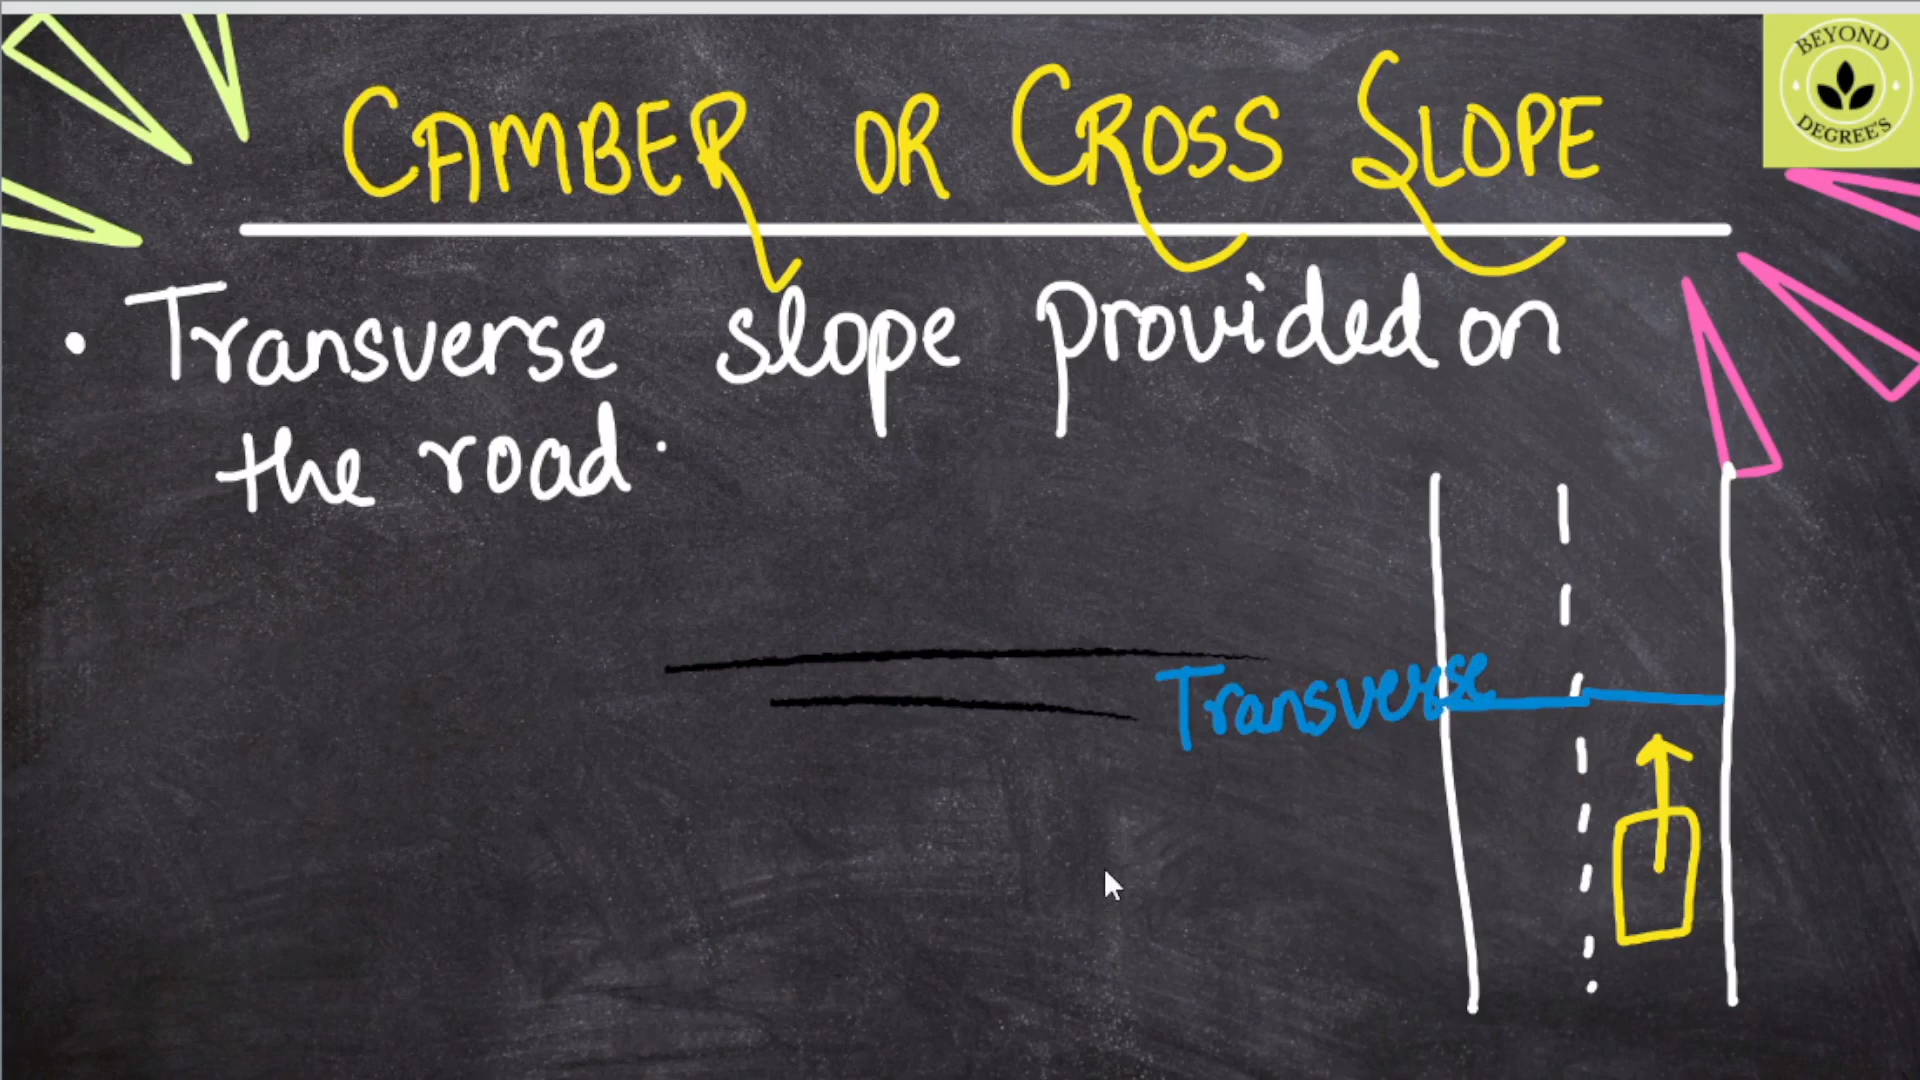 BEYOND
DEGREE'S
CAMBER OR CROSS SLOPE
• Transverse slope provided on
the road.
Transverse